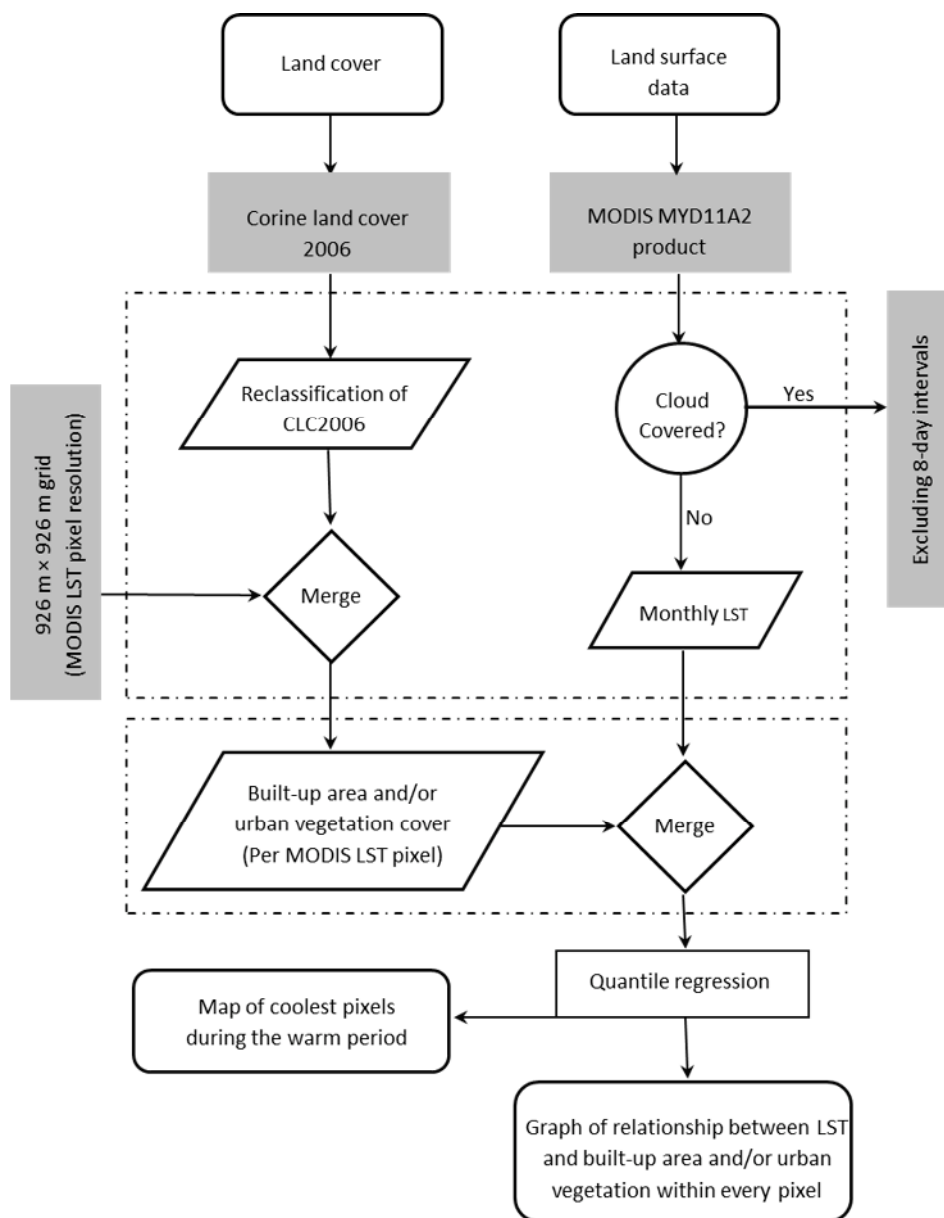 Land cover
Land surface
data
Corine land cover
2006
MODIS MYD11A2
product
Reclassification of
CLC2006
Cloud
Covered?
Yes
Excluding 8-day intervals
No
926 m × 926 m grid
(MODIS LST pixel resolution)
Merge
Monthly LST
Built-up area and/or
urban vegetation cover
(Per MODIS LST pixel)
Merge
Quantile regression
Map of coolest pixels
during the warm period
Graph of relationship between LST
and built-up area and/or urban
vegetation within every pixel